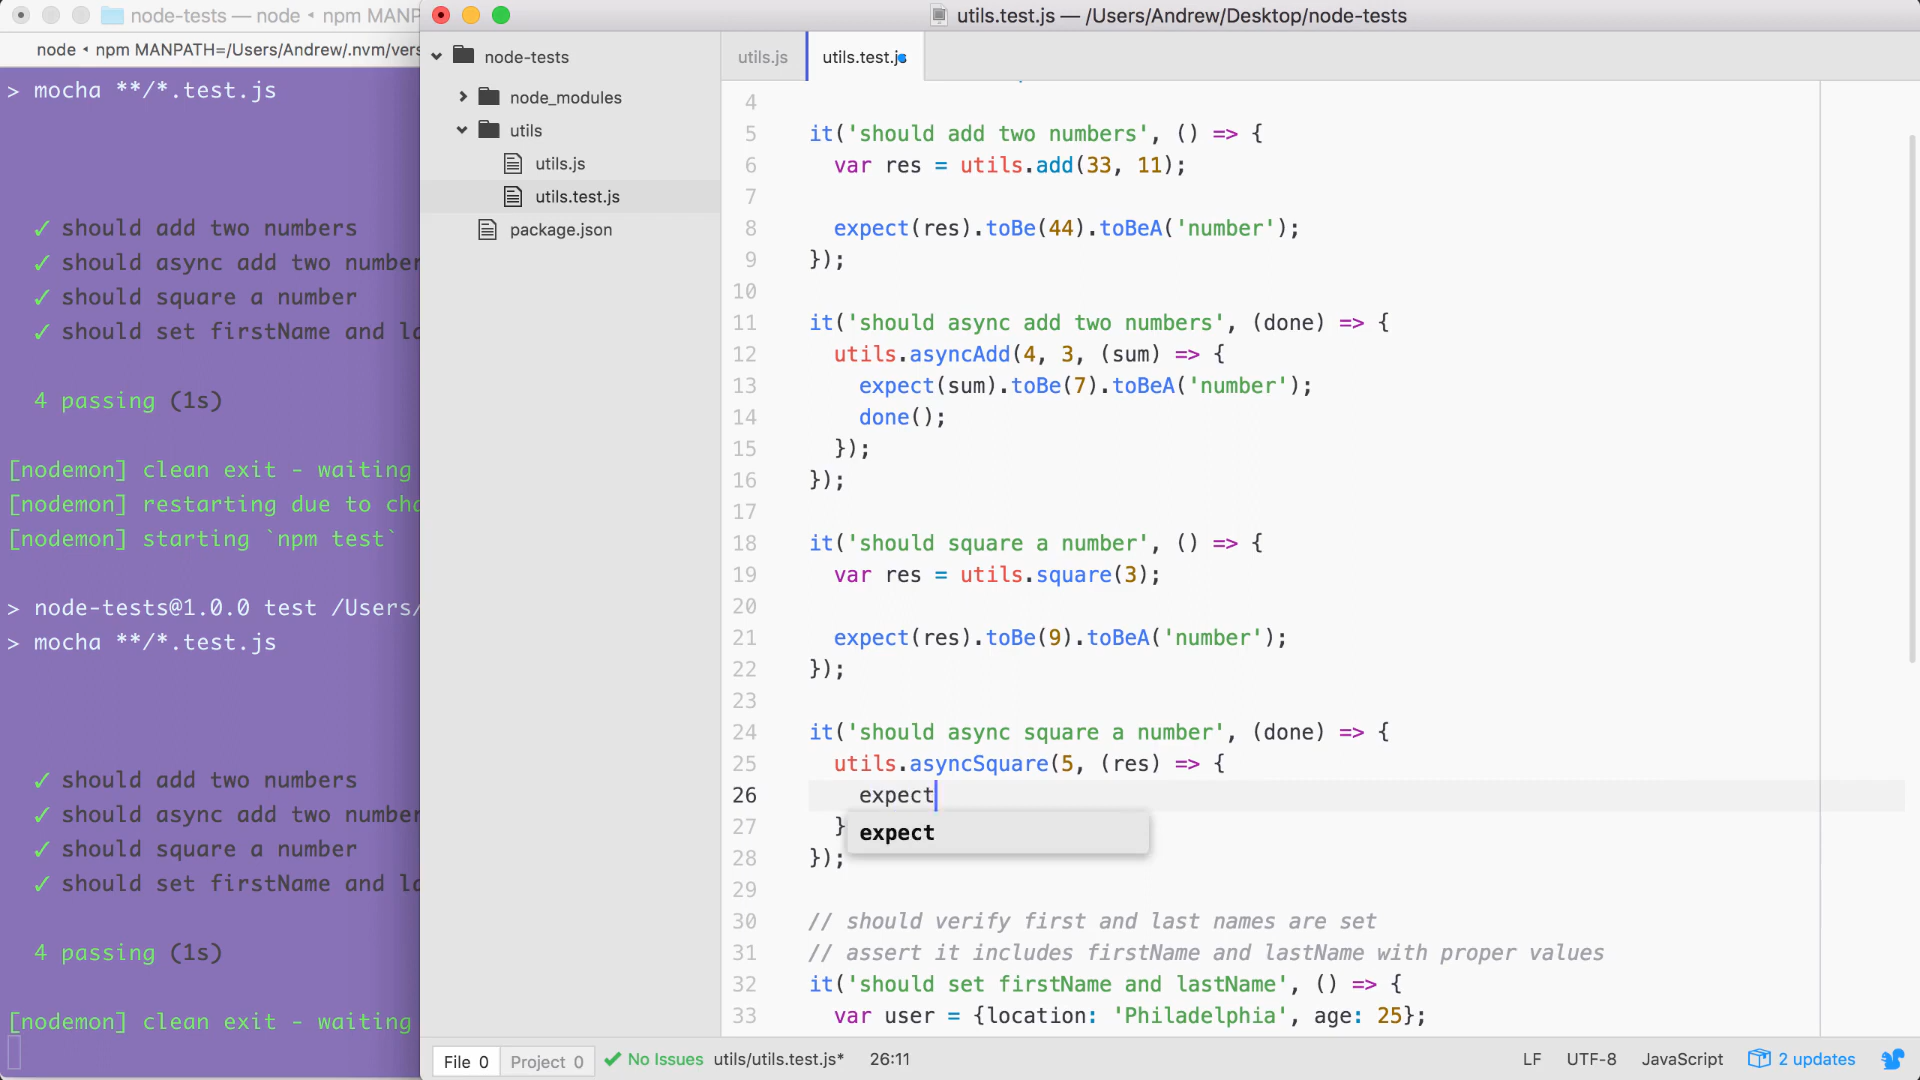 node-tests — node ◂ npm MANP
utils.test.js — /Users/Andrew/Desktop/node-tests
node ◂ npm MANPATH=/Users/Andrew/.nvm/vers
> mocha **/*.test.js
✓ should add two numbers
✓ should async add two number
✓ should square a number
✓ should set firstName and la
4 passing (1s)
[nodemon] clean exit - waiting
[nodemon] restarting due to cha
[nodemon] starting `npm test`
> node-tests@1.0.0 test /Users/
> mocha **/*.test.js
✓ should add two numbers
✓ should async add two number
✓ should square a number
✓ should set firstName and la
4 passing (1s)
[nodemon] clean exit - waiting
node-tests
node_modules
utils
utils.js
utils.test.js
package.json
utils.js
utils.test.js
4
5 it('should add two numbers', () => {
6 var res = utils.add(33, 11);
7
8 expect(res).toBe(44).toBeA('number');
9 });
10
11 it('should async add two numbers', (done) => {
12 utils.asyncAdd(4, 3, (sum) => {
13 expect(sum).toBe(7).toBeA('number');
14 done();
15 });
16 });
17
18 it('should square a number', () => {
19 var res = utils.square(3);
20
21 expect(res).toBe(9).toBeA('number');
22 });
23
24 it('should async square a number', (done) => {
25 utils.asyncSquare(5, (res) => {
26 expect
27 }
expect
28 });
29
30 // should verify first and last names are set
31 // assert it includes firstName and lastName with proper values
32 it('should set firstName and lastName', () => {
33 var user = {location: 'Philadelphia', age: 25};
File 0 Project 0 ✓ No Issues utils/utils.test.js* 26:11 LF UTF-8 JavaScript 2 updates